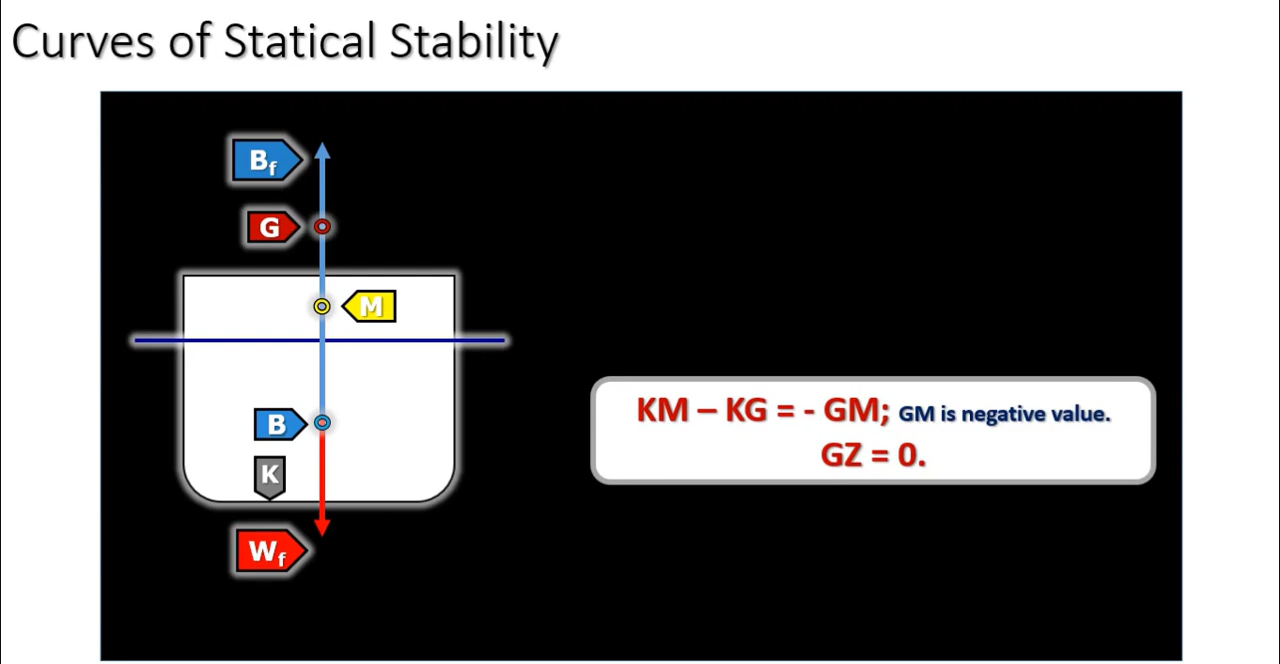 Curves of Statical Stability
Bf
G
M
B
K
Wf
KM – KG = - GM; GM is negative value.
GZ = 0.